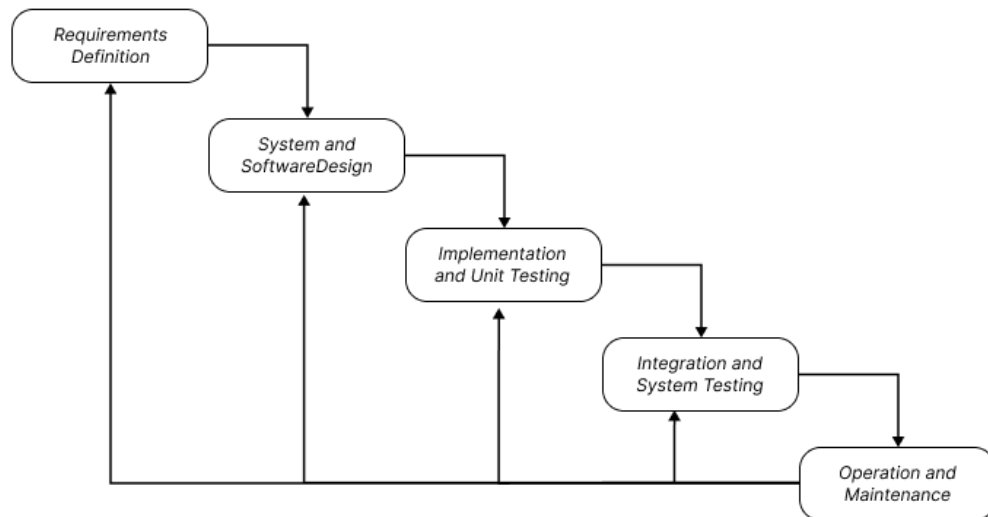 Requirements
Definition
System and
SoftwareDesign
Implementation
and Unit Testing
Integration and
System Testing
Operation and
Maintenance